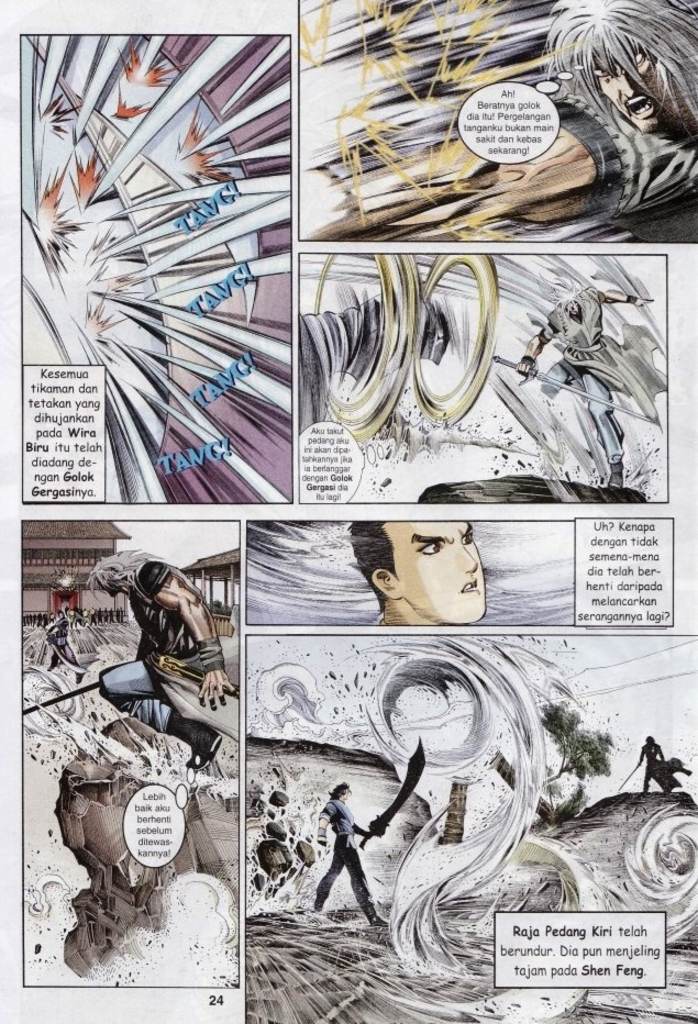 TANG!
TANG!
TANG!
TANG!
Kesemua
tikaman dan
tetakan yang
dihujankan
pada Wira
Biru itu telah
diadang de-
ngan Golok
Gergasinya.
Ah!
Beratnya golok
dia itu! Pergelangan
tanganku bukan main
sakit dan kebas
sekarang!
Aku takut
pedang aku
ini akan dipa-
tahkannya jika
ia berlanggar
dengan Golok
Gergasi dia
itu lagi!
Lebih
baik aku
berhenti
sebelum
ditewas-
kannya!
Uh? Kenapa
dengan tidak
semena-mena
dia telah ber-
henti daripada
melancarkan
serangannya lagi?
Raja Pedang Kiri telah
berundur. Dia pun menjeling
tajam pada Shen Feng.
24